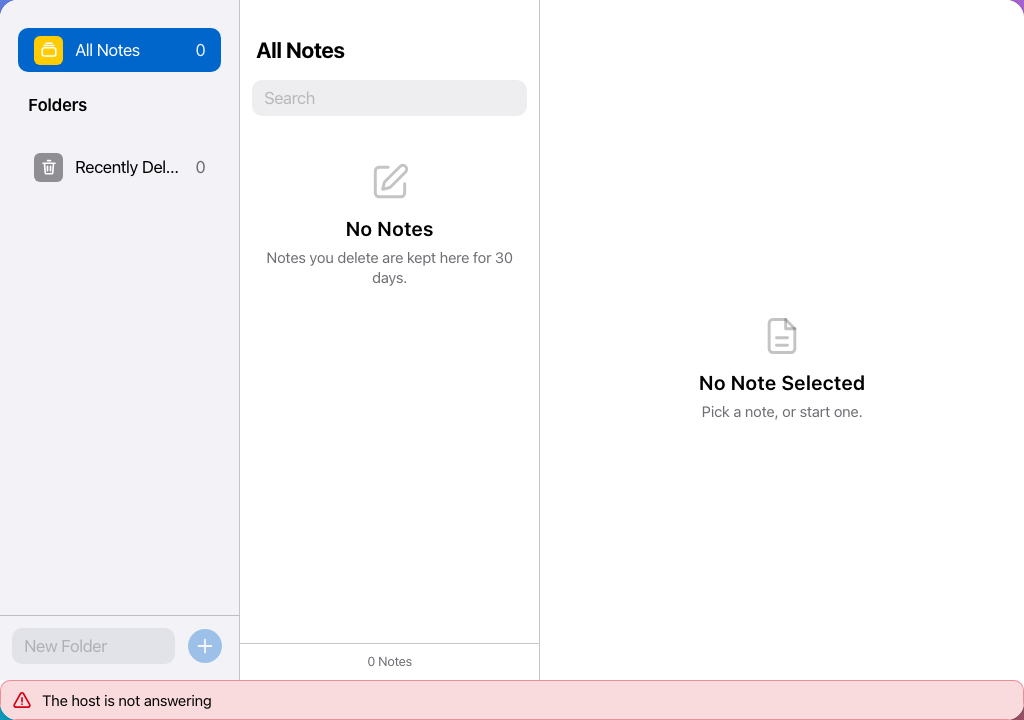 All Notes 0
Folders
Recently Del... 0
New Folder
All Notes
Search
No Notes
Notes you delete are kept here for 30
days.
0 Notes
No Note Selected
Pick a note, or start one.
The host is not answering